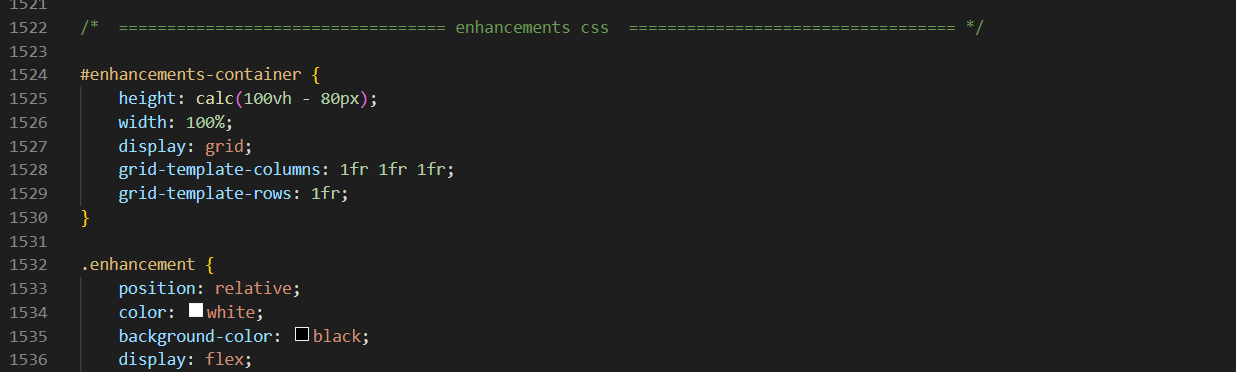 1521
1522 /*  ================================== enhancements css  ================================== */
1523
1524 #enhancements-container {
1525     height: calc(100vh - 80px);
1526     width: 100%;
1527     display: grid;
1528     grid-template-columns: 1fr 1fr 1fr;
1529     grid-template-rows: 1fr;
1530 }
1531
1532 .enhancement {
1533     position: relative;
1534     color: white;
1535     background-color: black;
1536     display: flex;